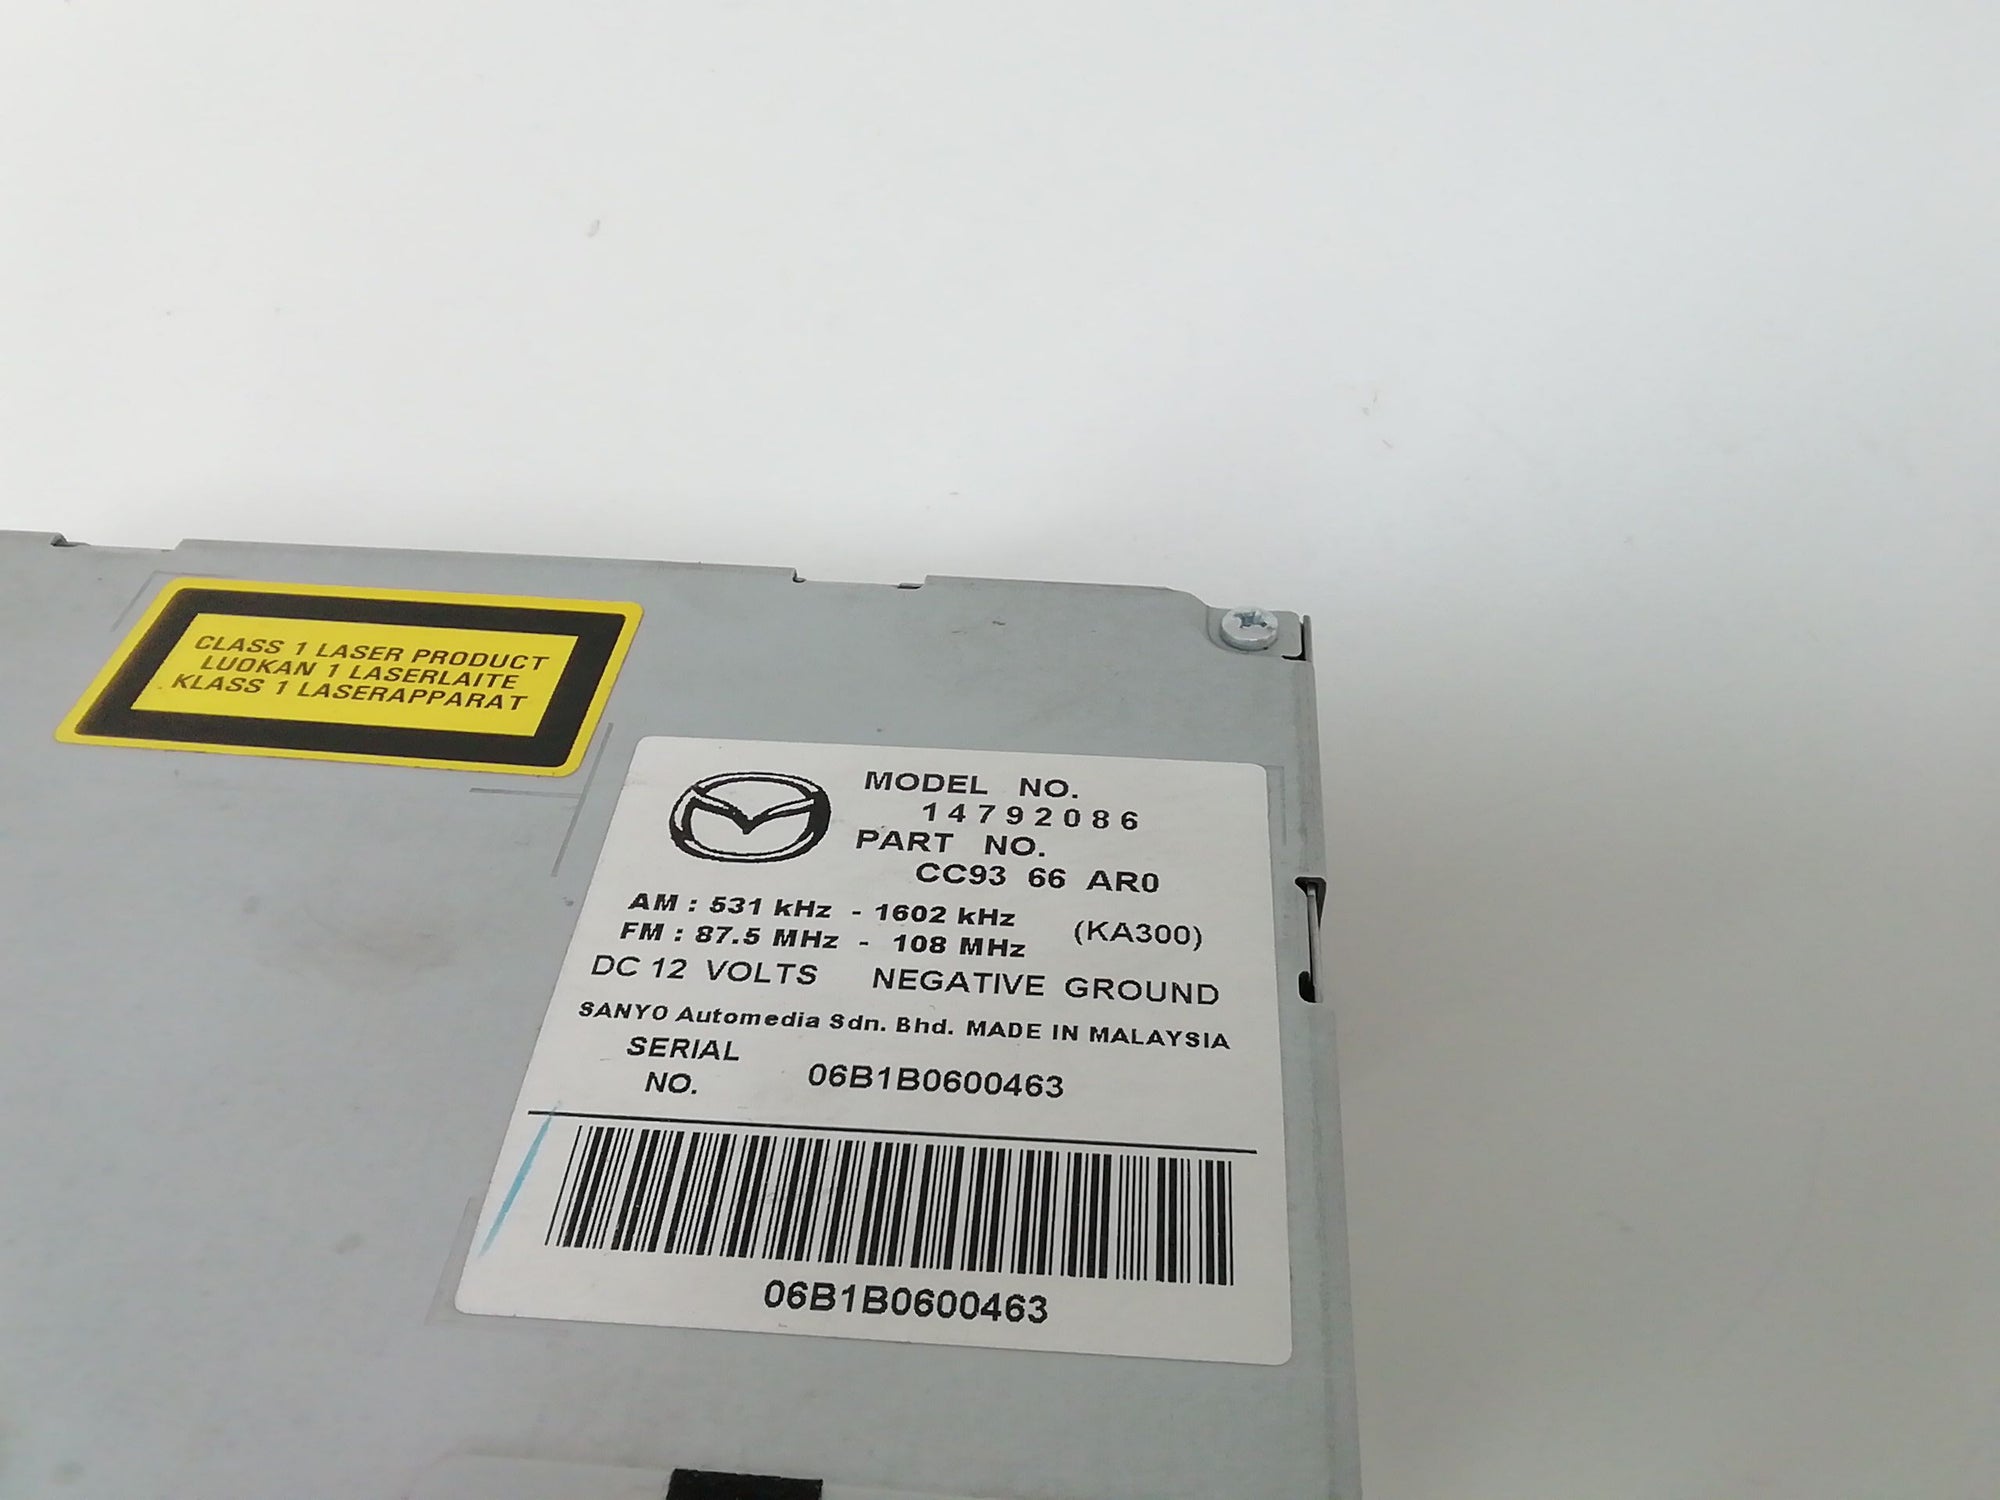 CLASS 1 LASER PRODUCT
LUOKAN 1 LASERLAITE
KLASS 1 LASERAPPARAT
MODEL NO.
14792086
PART NO.
CC93 66 AR0
AM : 531 kHz - 1602 kHz (KA300)
FM : 87.5 MHz - 108 MHz
DC 12 VOLTS NEGATIVE GROUND
SANYO Automedia Sdn. Bhd. MADE IN MALAYSIA
SERIAL
NO. 06B1B0600463
06B1B0600463